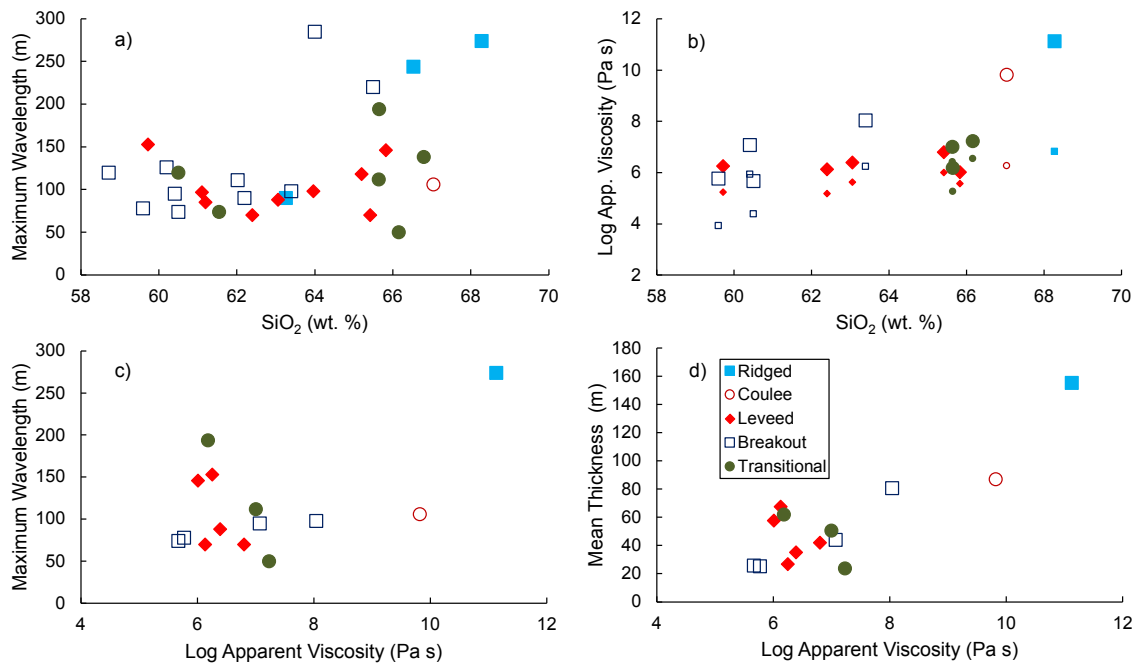 a)
Maximum Wavelength (m)
300
250
200
150
100
50
0
58 60 62 64 66 68 70
SiO₂ (wt. %)
b)
Log App. Viscosity (Pa s)
12
10
8
6
4
2
58 60 62 64 66 68 70
SiO₂ (wt. %)
c)
Maximum Wavelength (m)
300
250
200
150
100
50
0
4 6 8 10 12
Log Apparent Viscosity (Pa s)
d)
Mean Thickness (m)
180
160
140
120
100
80
60
40
20
0
Ridged
Coulee
Leveed
Breakout
Transitional
4 6 8 10 12
Log Apparent Viscosity (Pa s)